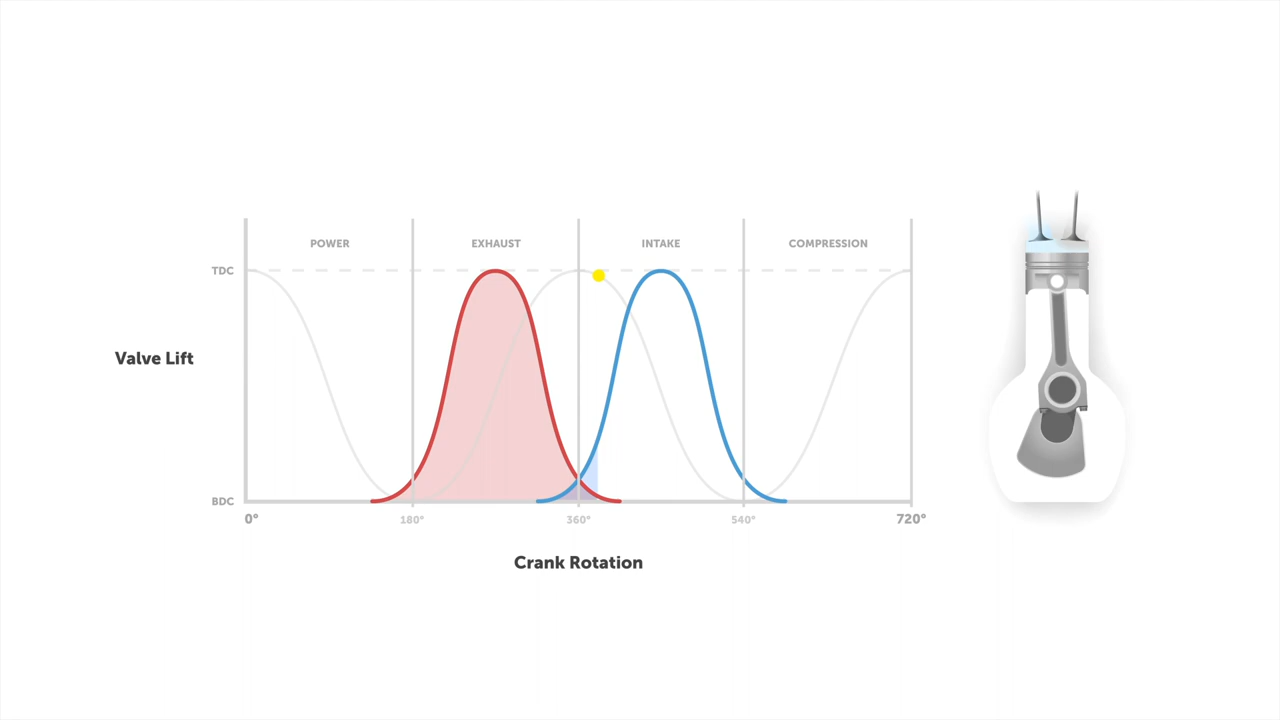 POWER
EXHAUST
INTAKE
COMPRESSION
TDC
Valve Lift
BDC
0°
180°
360°
540°
720°
Crank Rotation